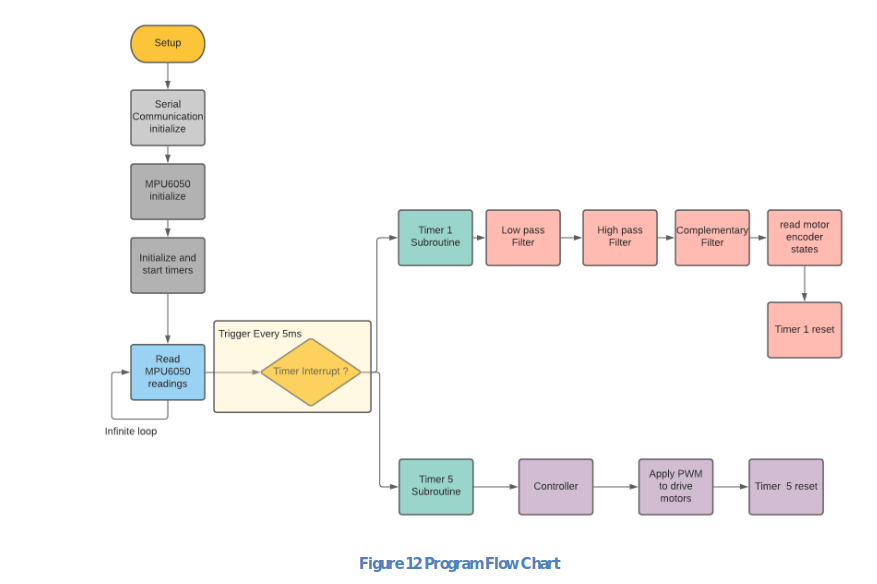 Setup
Serial
Communication
initialize
MPU6050
initialize
Initialize and
start timers
Read
MPU6050
readings
Infinite loop
Trigger Every 5ms
Timer Interrupt ?
Timer 1
Subroutine
Low pass
Filter
High pass
Filter
Complementary
Filter
read motor
encoder
states
Timer 1 reset
Timer 5
Subroutine
Controller
Apply PWM
to drive
motors
Timer 5 reset
Figure 12 Program Flow Chart